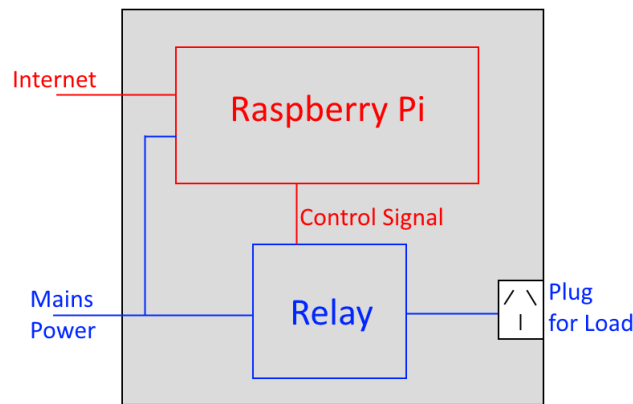 Internet
Raspberry Pi
Control Signal
Mains
Power
Relay
Plug
for Load